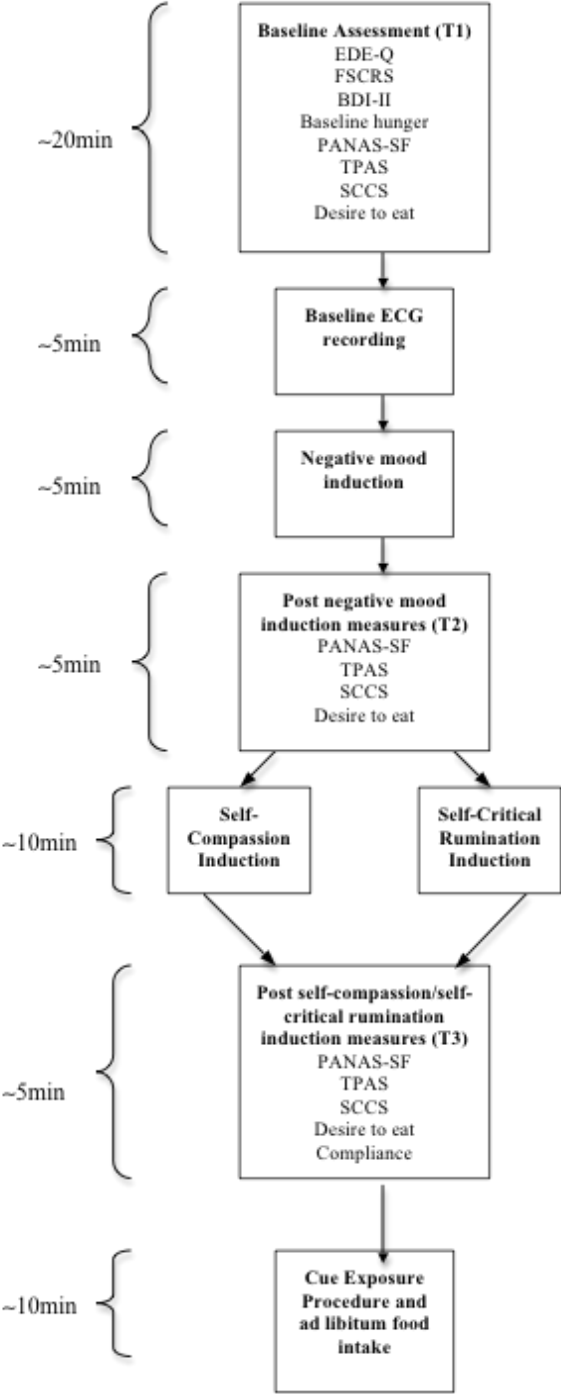 Baseline Assessment (T1)
EDE-Q
FSCRS
BDI-II
Baseline hunger
PANAS-SF
TPAS
SCCS
Desire to eat
~20min
Baseline ECG
recording
~5min
Negative mood
induction
~5min
Post negative mood
induction measures (T2)
PANAS-SF
TPAS
SCCS
Desire to eat
~5min
Self-
Compassion
Induction
Self-Critical
Rumination
Induction
~10min
Post self-compassion/self-
critical rumination
induction measures (T3)
PANAS-SF
TPAS
SCCS
Desire to eat
Compliance
~5min
Cue Exposure
Procedure and
ad libitum food
intake
~10min